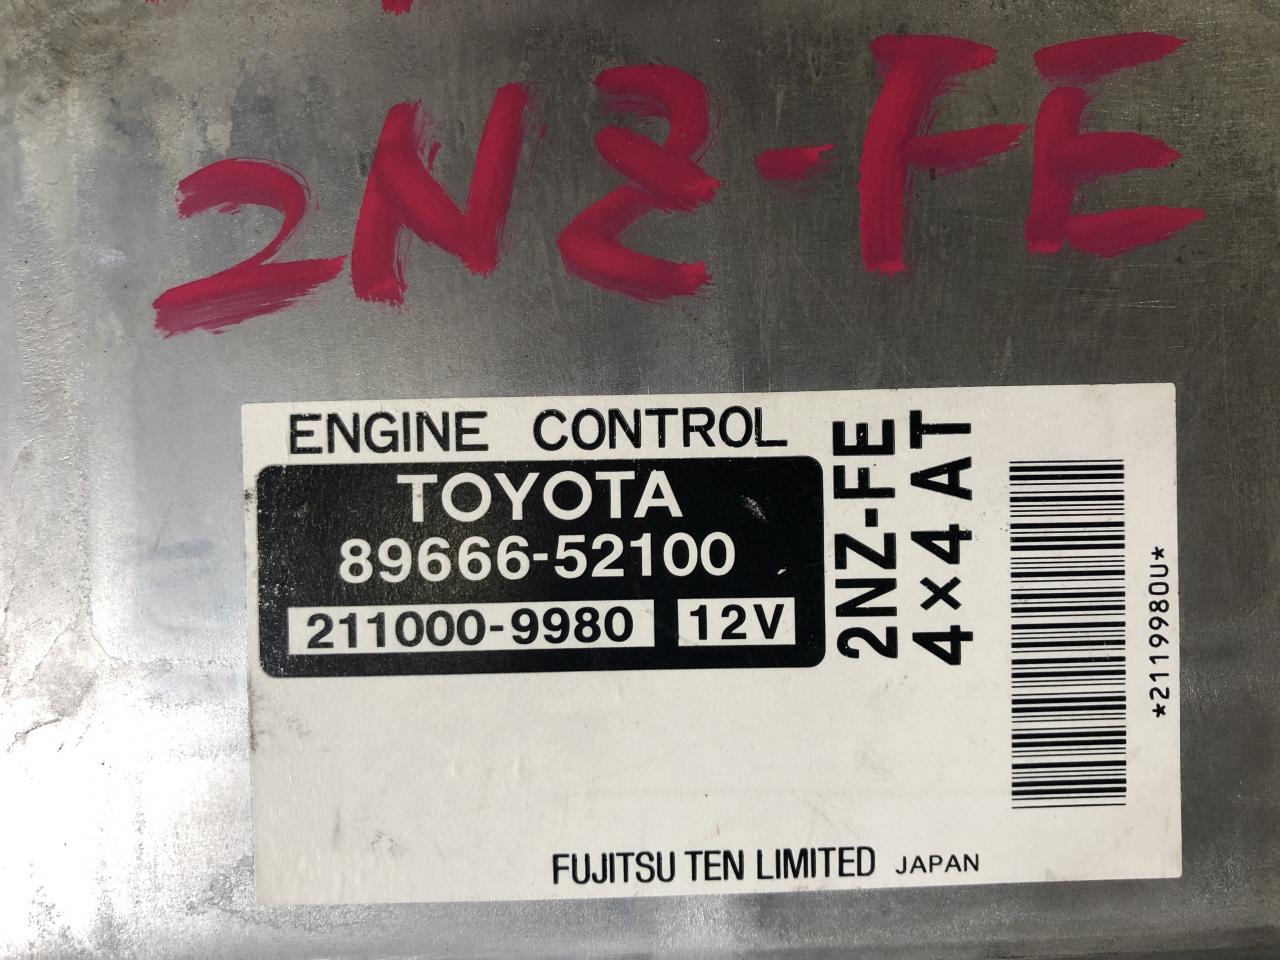 2NZ-FE
ENGINE CONTROL
TOYOTA
89666-52100
211000-9980 12V
2NZ-FE
4×4 AT
*2119980U*
FUJITSU TEN LIMITED JAPAN